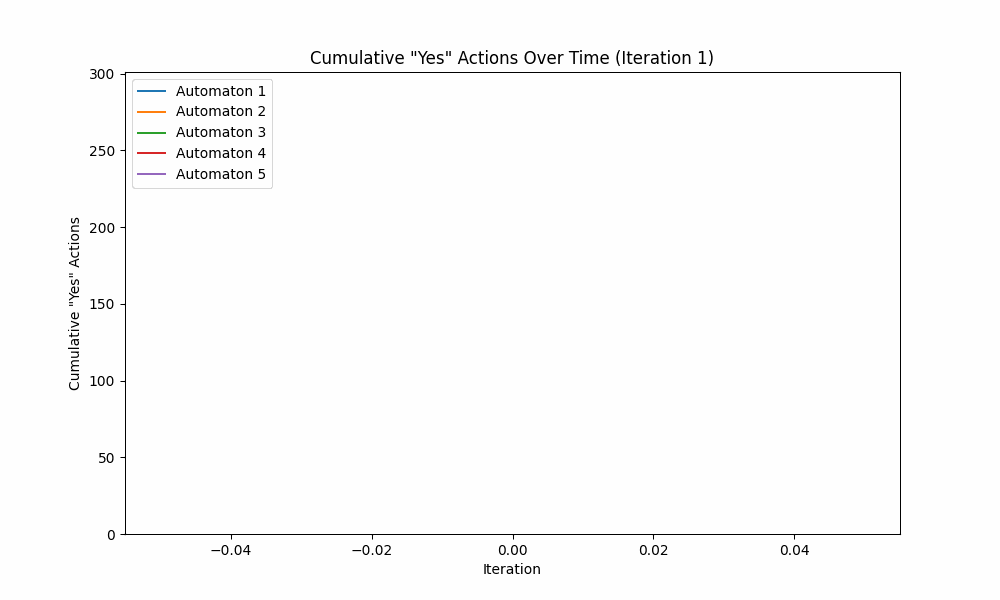 Cumulative "Yes" Actions Over Time (Iteration 1)
300
250
200
150
100
50
0
Cumulative "Yes" Actions
Automaton 1
Automaton 2
Automaton 3
Automaton 4
Automaton 5
−0.04
−0.02
0.00
0.02
0.04
Iteration